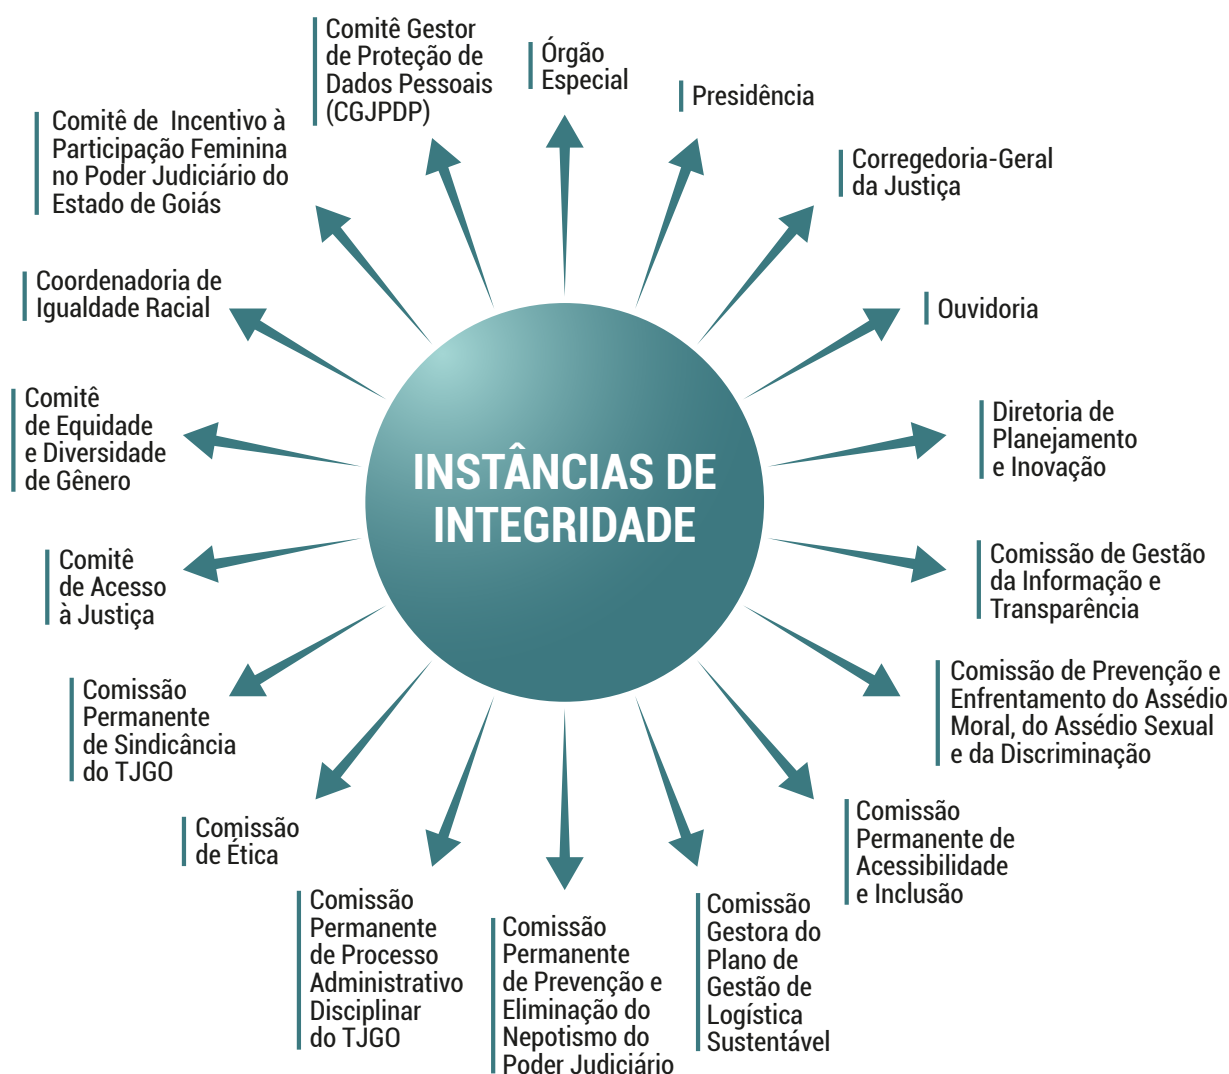 Comitê Gestor
de Proteção de
Dados Pessoais
(CGJPDP)
Órgão
Especial
Presidência
Corregedoria-Geral
da Justiça
Ouvidoria
Diretoria de
Planejamento
e Inovação
Comissão de Gestão
da Informação e
Transparência
Comissão de Prevenção e
Enfrentamento do Assédio
Moral, do Assédio Sexual
e da Discriminação
Comissão
Permanente de
Acessibilidade
e Inclusão
Comissão
Gestora do
Plano de
Gestão de
Logística
Sustentável
Comissão
Permanente
de Prevenção e
Eliminação do
Nepotismo do
Poder Judiciário
Comissão
Permanente
de Processo
Administrativo
Disciplinar
do TJGO
Comissão
de Ética
Comissão
Permanente
de Sindicância
do TJGO
Comitê
de Acesso
à Justiça
Comitê
de Equidade
e Diversidade
de Gênero
Coordenadoria de
Igualdade Racial
Comitê de Incentivo à
Participação Feminina
no Poder Judiciário do
Estado de Goiás
INSTÂNCIAS DE
INTEGRIDADE